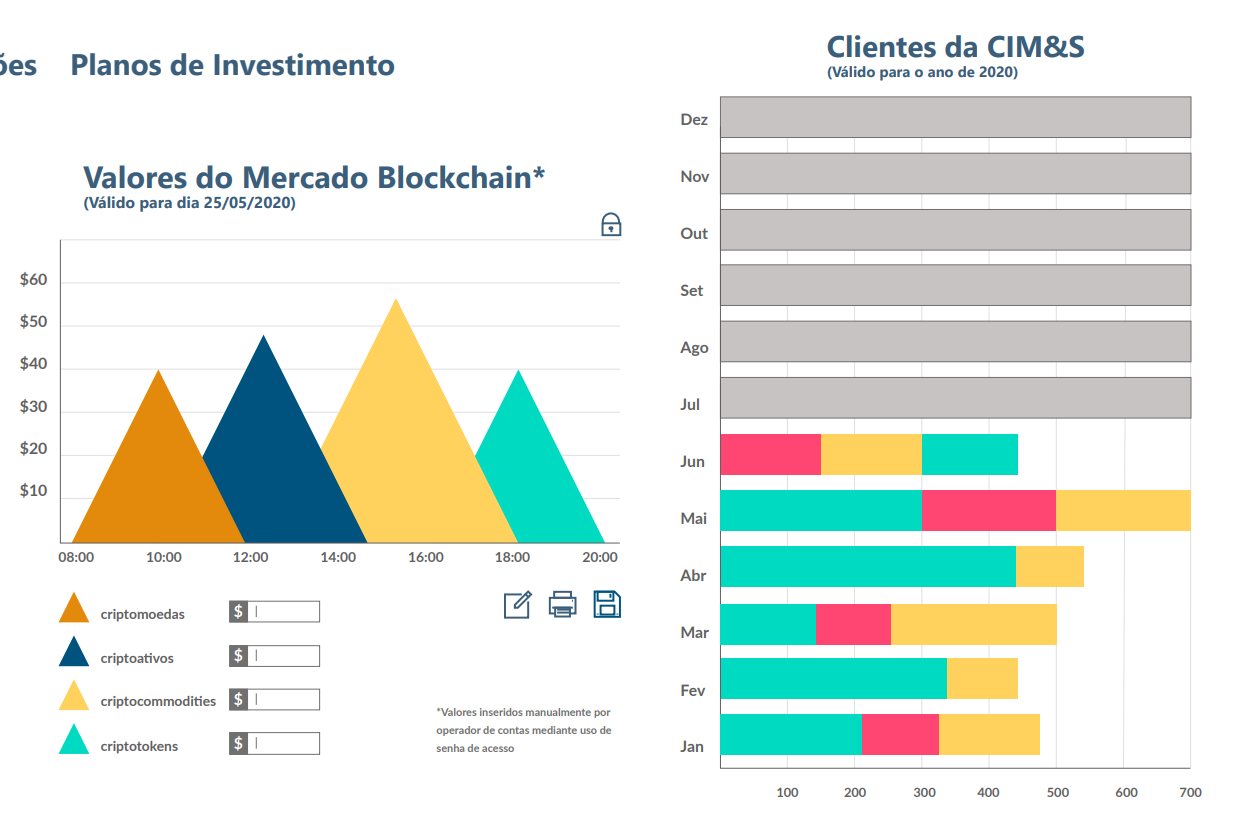 ões Planos de Investimento
Valores do Mercado Blockchain*
(Válido para dia 25/05/2020)
$60
$50
$40
$30
$20
$10
08:00 10:00 12:00 14:00 16:00 18:00 20:00
criptomoedas $
criptoativos $
criptocommodities $
criptotokens $
*Valores inseridos manualmente por
operador de contas mediante uso de
senha de acesso
Clientes da CIM&S
(Válido para o ano de 2020)
Dez
Nov
Out
Set
Ago
Jul
Jun
Mai
Abr
Mar
Fev
Jan
100 200 300 400 500 600 700